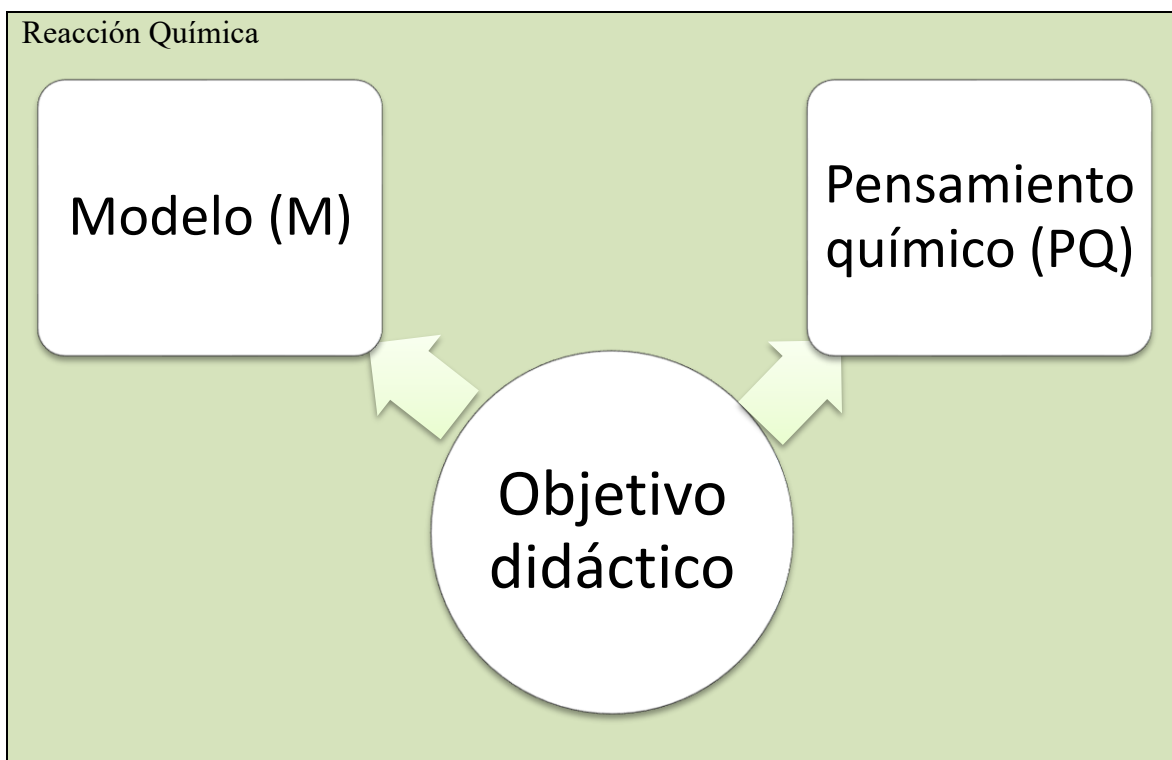 Reacción Química
Modelo (M)
Pensamiento
químico (PQ)
Objetivo
didáctico